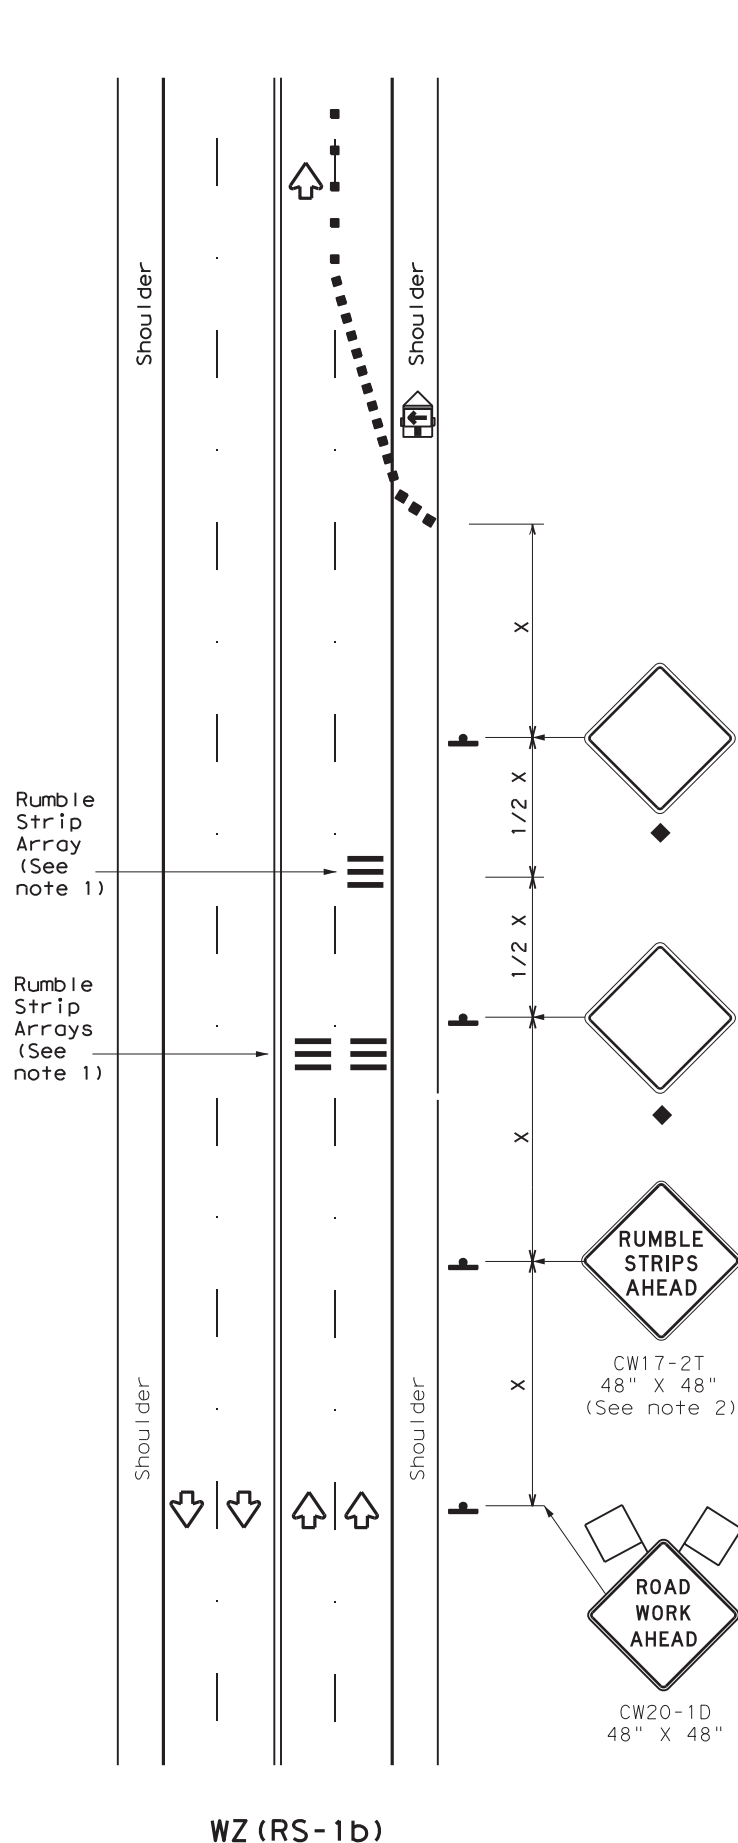 Shoulder
Shoulder
X
1/2 X
Rumble
Strip
Array
(See
note 1)
1/2 X
Rumble
Strip
Arrays
(See
note 1)
X
RUMBLE
STRIPS
AHEAD
CW17-2T
48" X 48"
(See note 2)
X
Shoulder
Shoulder
ROAD
WORK
AHEAD
CW20-1D
48" X 48"
WZ(RS-1b)